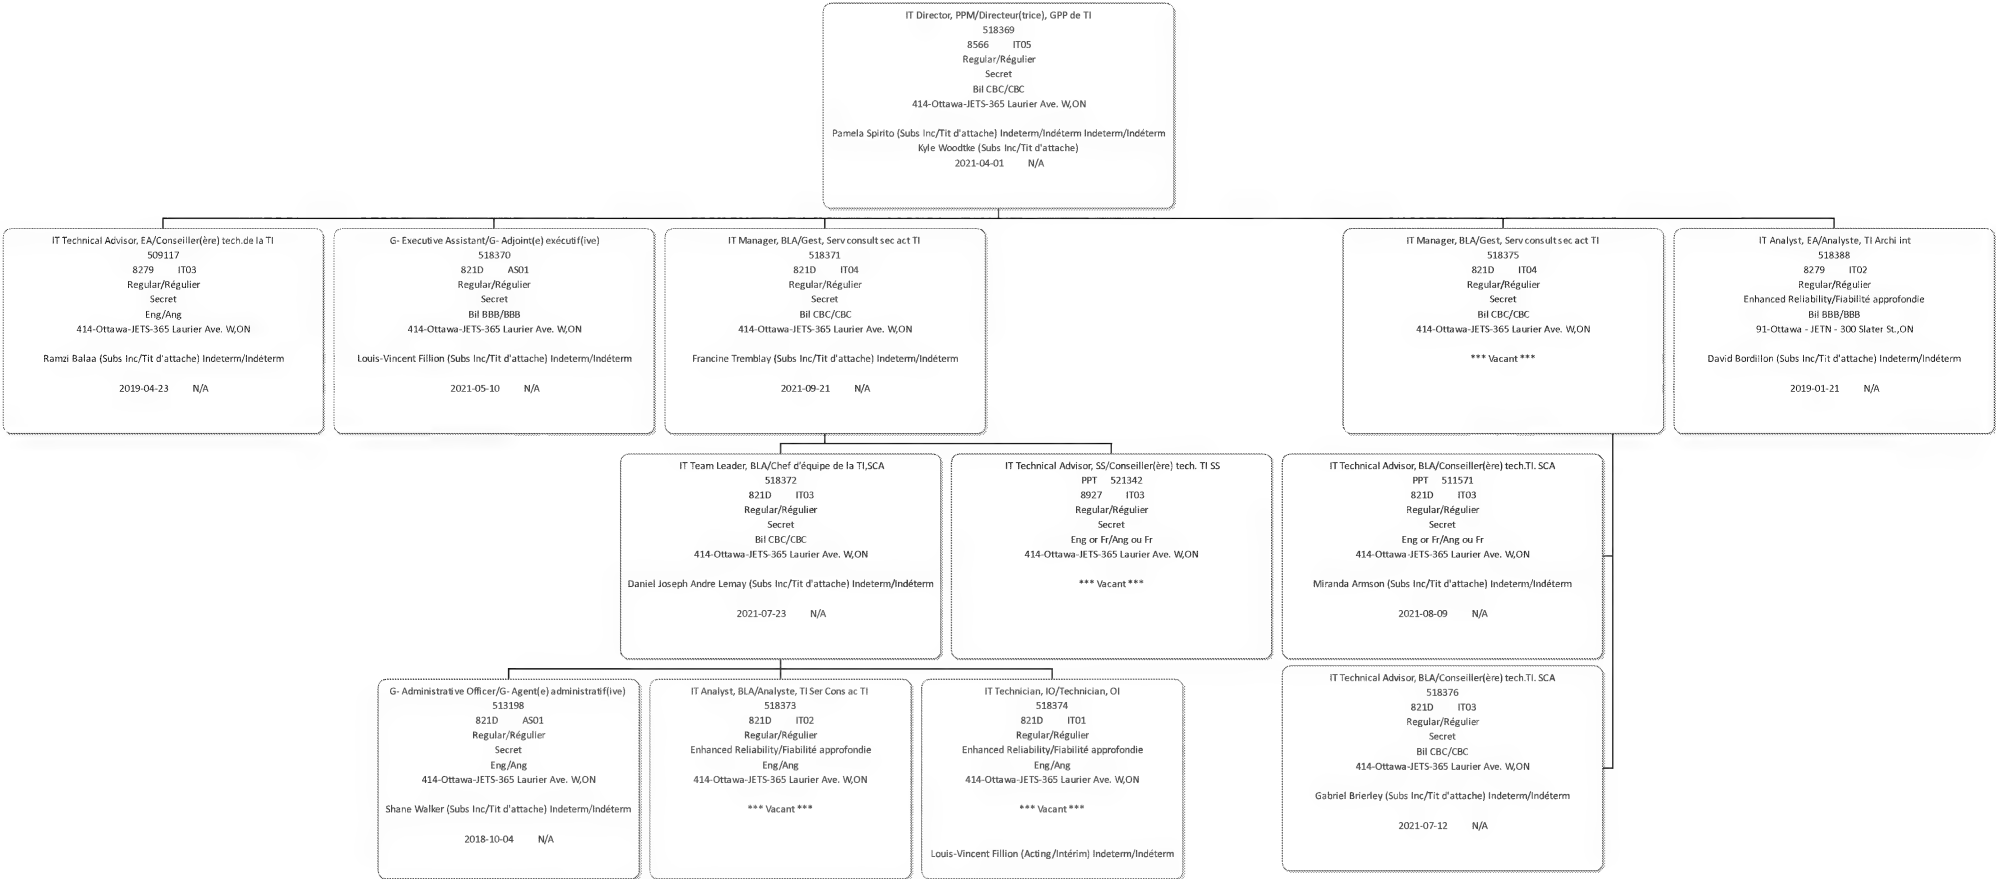 IT Director, PPM/Directeur(trice), GPP de TI
518369
8566 IT05
Regular/Régulier
Secret
Bil CBC/CBC
414-Ottawa-JETS-365 Laurier Ave. W,ON
Pamela Spirito (Subs Inc/Tit d'attache) Indeterm/Indéterm Indeterm/Indéterm
Kyle Woodtke (Subs Inc/Tit d'attache)
2021-04-01 N/A
IT Technical Advisor, EA/Conseiller(ère) tech.de la TI
509117
8279 IT03
Regular/Régulier
Secret
Eng/Ang
414-Ottawa-JETS-365 Laurier Ave. W,ON
Ramzi Balaa (Subs Inc/Tit d'attache) Indeterm/Indéterm
2019-04-23 N/A
G- Executive Assistant/G- Adjoint(e) exécutif(ive)
518370
821D AS01
Regular/Régulier
Secret
Bil BBB/BBB
414-Ottawa-JETS-365 Laurier Ave. W,ON
Louis-Vincent Fillion (Subs Inc/Tit d'attache) Indeterm/Indéterm
2021-05-10 N/A
IT Manager, BLA/Gest, Serv consult sec act TI
518371
821D IT04
Regular/Régulier
Secret
Bil CBC/CBC
414-Ottawa-JETS-365 Laurier Ave. W,ON
Francine Tremblay (Subs Inc/Tit d'attache) Indeterm/Indéterm
2021-09-21 N/A
IT Manager, BLA/Gest, Serv consult sec act TI
518375
821D IT04
Regular/Régulier
Secret
Bil CBC/CBC
414-Ottawa-JETS-365 Laurier Ave. W,ON
*** Vacant ***
IT Analyst, EA/Analyste, TI Archi int
518388
8279 IT02
Regular/Régulier
Enhanced Reliability/Fiabilité approfondie
Bil BBB/BBB
91-Ottawa - JETN - 300 Slater St.,ON
David Bordillon (Subs Inc/Tit d'attache) Indeterm/Indéterm
2019-01-21 N/A
IT Team Leader, BLA/Chef d'équipe de la TI,SCA
518372
821D IT03
Regular/Régulier
Secret
Bil CBC/CBC
414-Ottawa-JETS-365 Laurier Ave. W,ON
Daniel Joseph Andre Lemay (Subs Inc/Tit d'attache) Indeterm/Indéterm
2021-07-23 N/A
IT Technical Advisor, SS/Conseiller(ère) tech. TI SS
PPT 521342
8927 IT03
Regular/Régulier
Secret
Eng or Fr/Ang ou Fr
414-Ottawa-JETS-365 Laurier Ave. W,ON
*** Vacant ***
IT Technical Advisor, BLA/Conseiller(ère) tech.TI. SCA
PPT 511571
821D IT03
Regular/Régulier
Secret
Eng or Fr/Ang ou Fr
414-Ottawa-JETS-365 Laurier Ave. W,ON
Miranda Armson (Subs Inc/Tit d'attache) Indeterm/Indéterm
2021-08-09 N/A
G- Administrative Officer/G- Agent(e) administratif(ive)
513198
821D AS01
Regular/Régulier
Secret
Eng/Ang
414-Ottawa-JETS-365 Laurier Ave. W,ON
Shane Walker (Subs Inc/Tit d'attache) Indeterm/Indéterm
2018-10-04 N/A
IT Analyst, BLA/Analyste, TI Ser Cons ac TI
518373
821D IT02
Regular/Régulier
Enhanced Reliability/Fiabilité approfondie
Eng/Ang
414-Ottawa-JETS-365 Laurier Ave. W,ON
*** Vacant ***
IT Technician, IO/Technician, OI
518374
821D IT01
Regular/Régulier
Enhanced Reliability/Fiabilité approfondie
Eng/Ang
414-Ottawa-JETS-365 Laurier Ave. W,ON
*** Vacant ***
Louis-Vincent Fillion (Acting/Intérim) Indeterm/Indéterm
IT Technical Advisor, BLA/Conseiller(ère) tech.TI. SCA
518376
821D IT03
Regular/Régulier
Secret
Bil CBC/CBC
414-Ottawa-JETS-365 Laurier Ave. W,ON
Gabriel Brierley (Subs Inc/Tit d'attache) Indeterm/Indéterm
2021-07-12 N/A